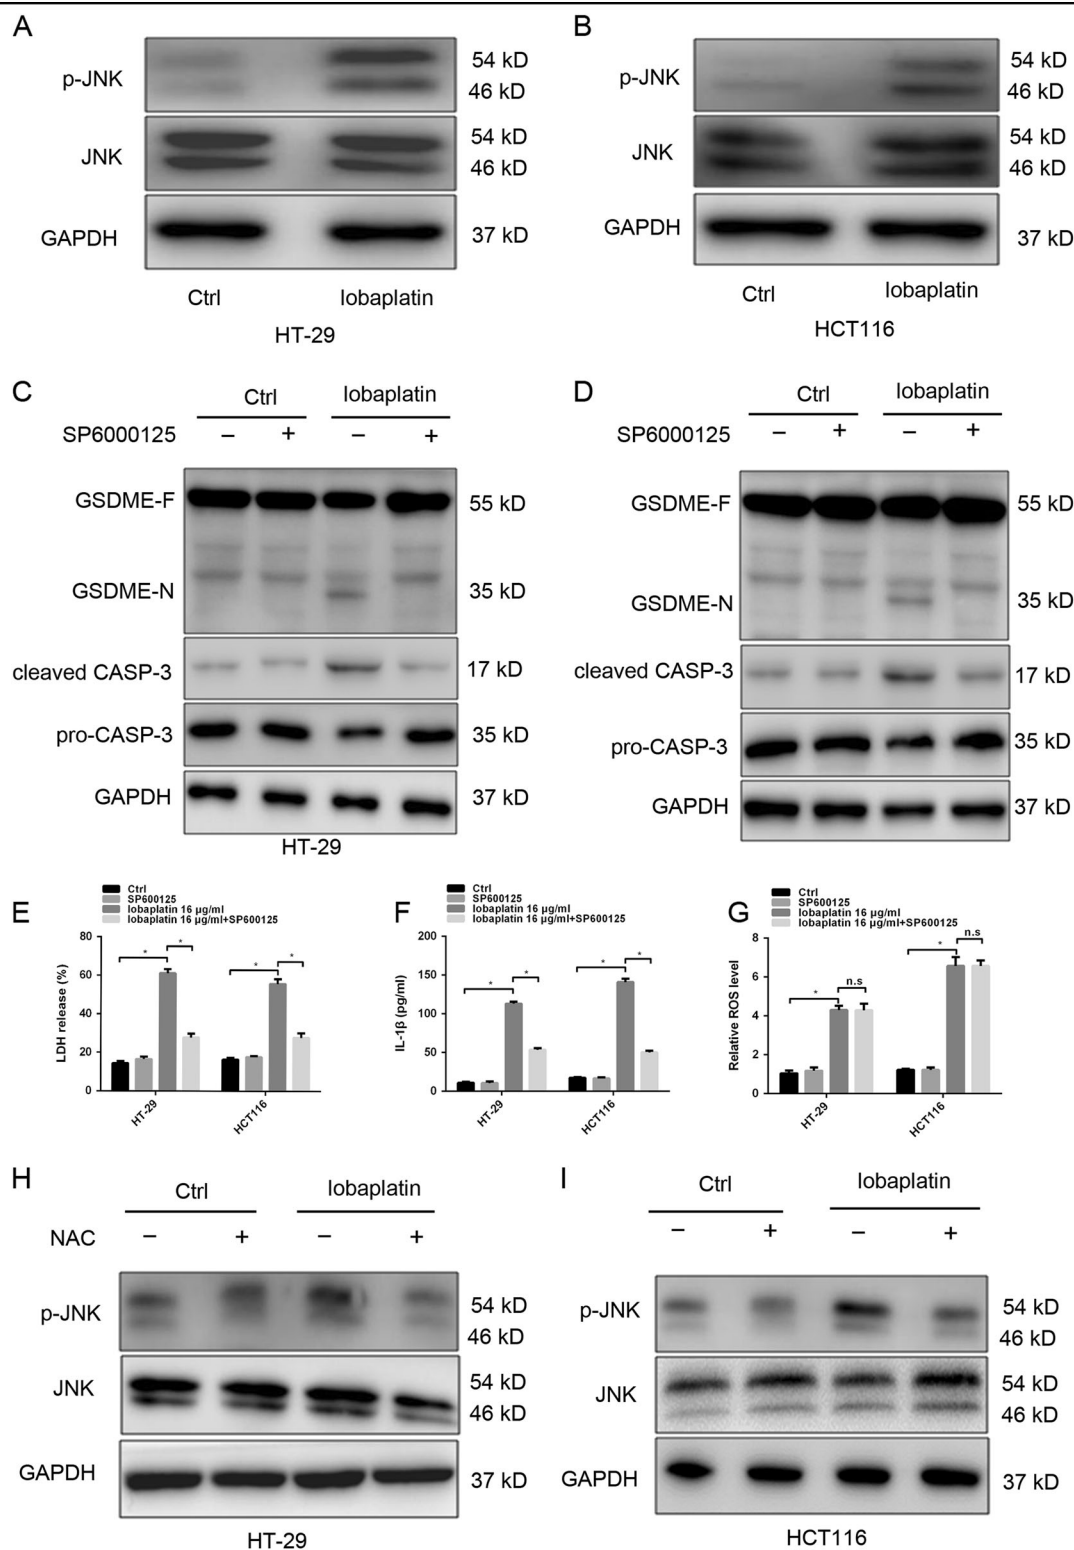 A
p-JNK
54 kD
46 kD
JNK
54 kD
46 kD
GAPDH
37 kD
Ctrl
lobaplatin
HT-29
B
p-JNK
54 kD
46 kD
JNK
54 kD
46 kD
GAPDH
37 kD
Ctrl
lobaplatin
HCT116
C
Ctrl
lobaplatin
SP6000125
– + – +
GSDME-F
55 kD
GSDME-N
35 kD
cleaved CASP-3
17 kD
pro-CASP-3
35 kD
GAPDH
37 kD
HT-29
D
Ctrl
lobaplatin
SP6000125
– + – +
GSDME-F
55 kD
GSDME-N
35 kD
cleaved CASP-3
17 kD
pro-CASP-3
35 kD
GAPDH
37 kD
E
Ctrl
SP600125
lobaplatin 16 μg/ml
lobaplatin 16 μg/ml+SP600125
LDH release (%)
80
60
40
20
0
* * * *
HT-29
HCT116
F
Ctrl
SP600125
lobaplatin 16 μg/ml
lobaplatin 16 μg/ml+SP600125
IL-1β (pg/ml)
200
150
100
50
0
* * * *
HT-29
HCT116
G
Ctrl
SP600125
lobaplatin 16 μg/ml
lobaplatin 16 μg/ml+SP600125
Relative ROS level
8
6
4
2
0
* n.s * n.s
HT-29
HCT116
H
Ctrl
lobaplatin
NAC
– + – +
p-JNK
54 kD
46 kD
JNK
54 kD
46 kD
GAPDH
37 kD
HT-29
I
Ctrl
lobaplatin
– + – +
p-JNK
54 kD
46 kD
JNK
54 kD
46 kD
GAPDH
37 kD
HCT116